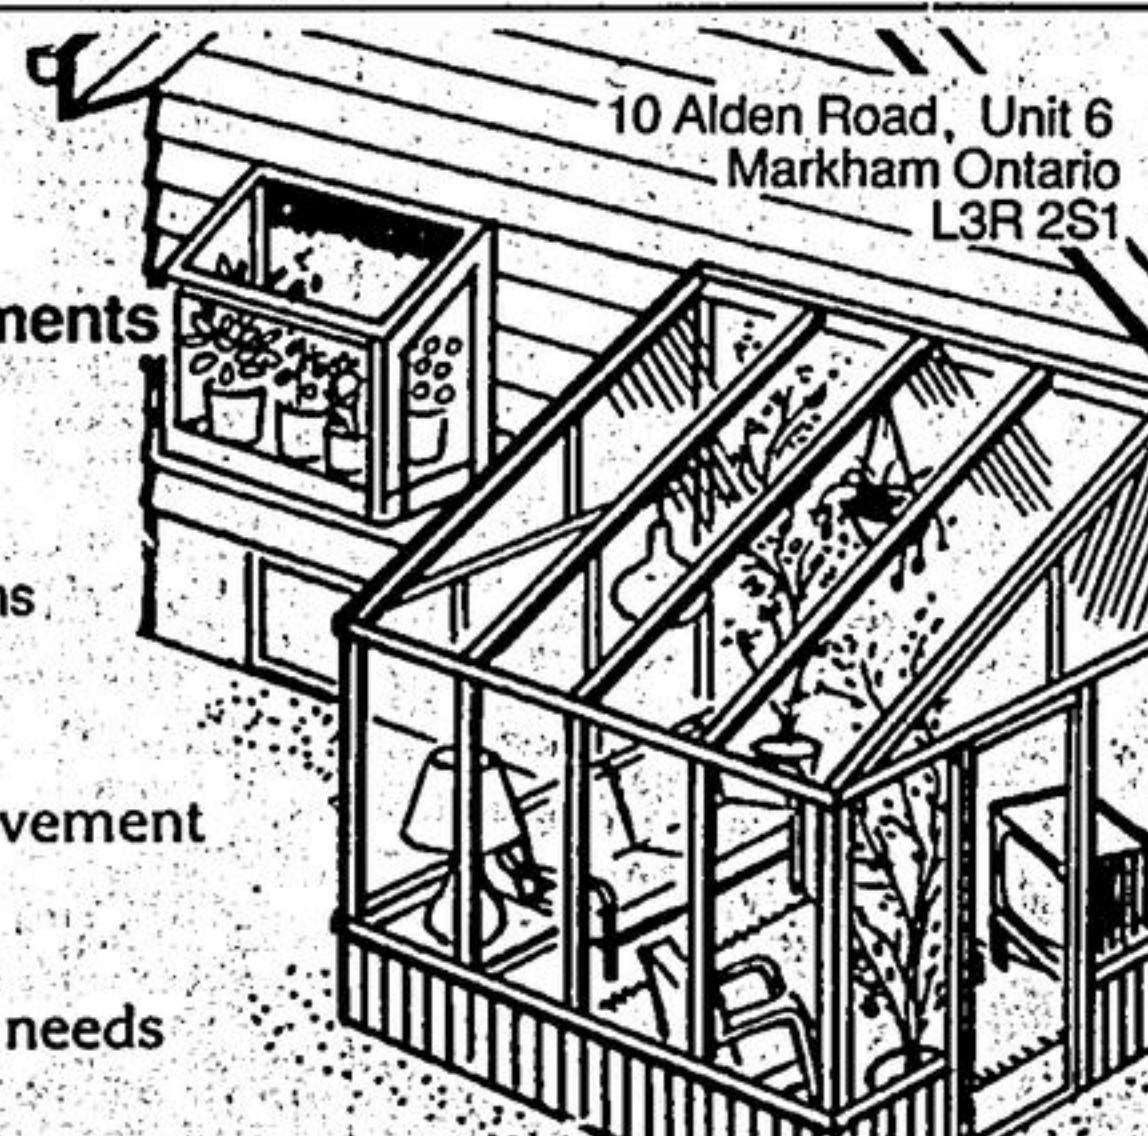 10 Alden Road, Unit 6
Markham Ontario
L3R 2S1
ments
ns
vement
needs